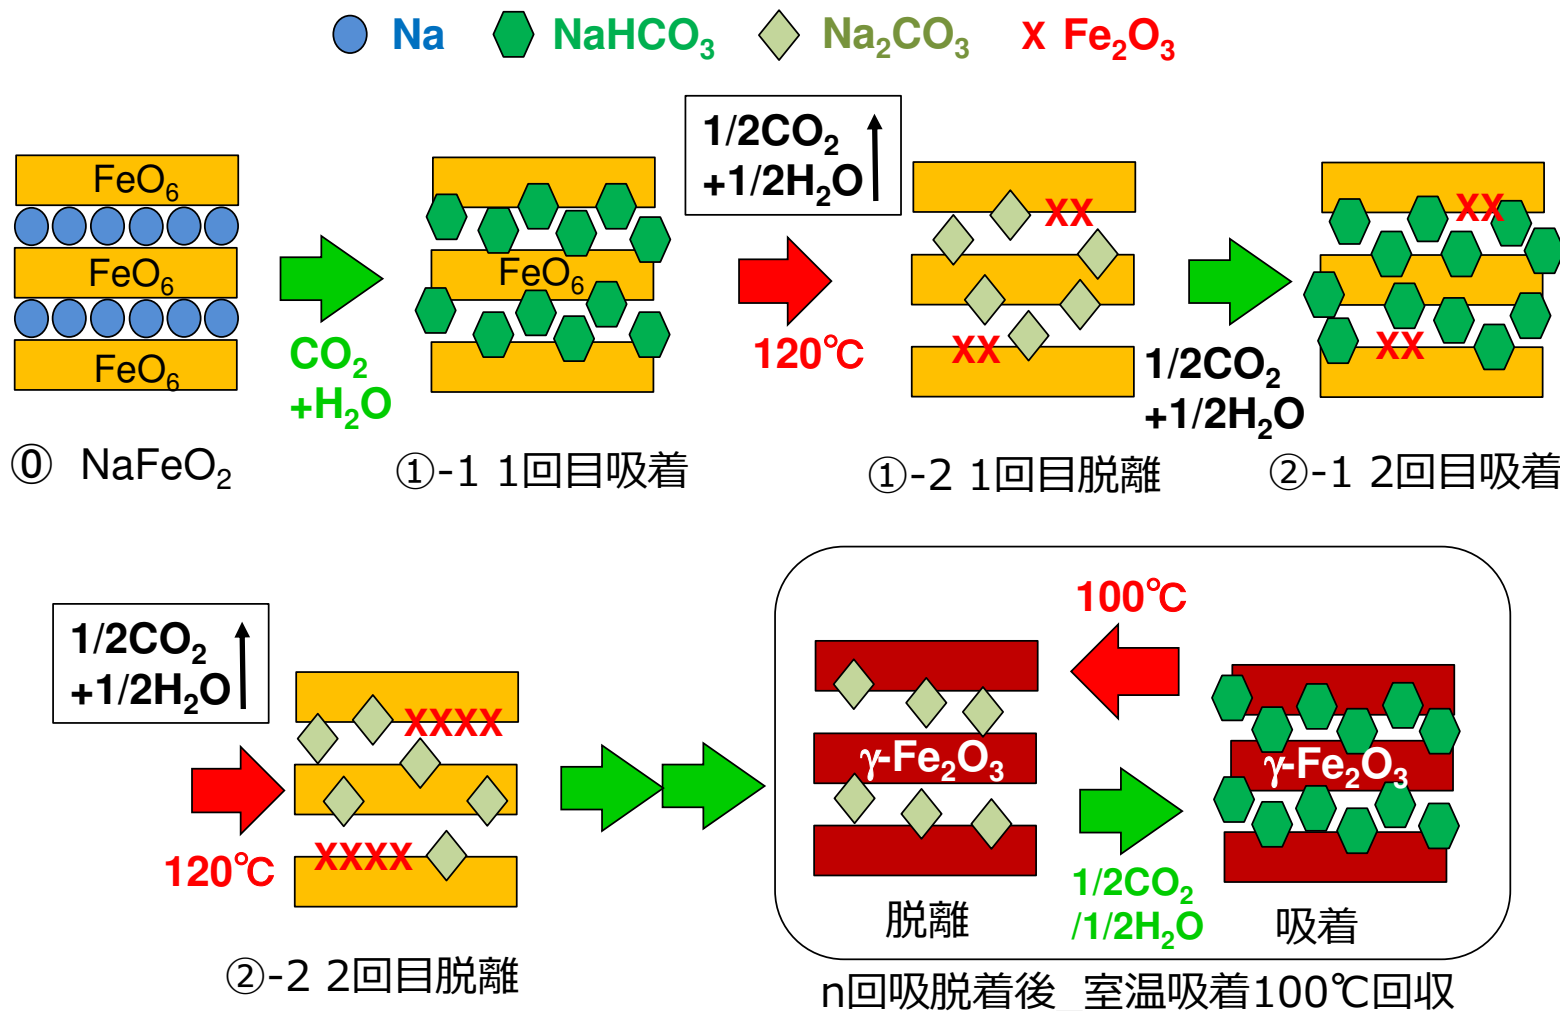 Na NaHCO₃ Na₂CO₃ X Fe₂O₃
FeO₆
FeO₆
FeO₆
⓪ NaFeO₂
CO₂
+H₂O
FeO₆
①-1 1回目吸着
1/2CO₂
+1/2H₂O
120℃
XX
XX
①-2 1回目脱離
1/2CO₂
+1/2H₂O
XX
XX
②-1 2回目吸着
1/2CO₂
+1/2H₂O
120℃
XXXX
XXXX
②-2 2回目脱離
100℃
γ-Fe₂O₃
脱離
1/2CO₂
/1/2H₂O
γ-Fe₂O₃
吸着
n回吸脱着後_室温吸着100℃回収